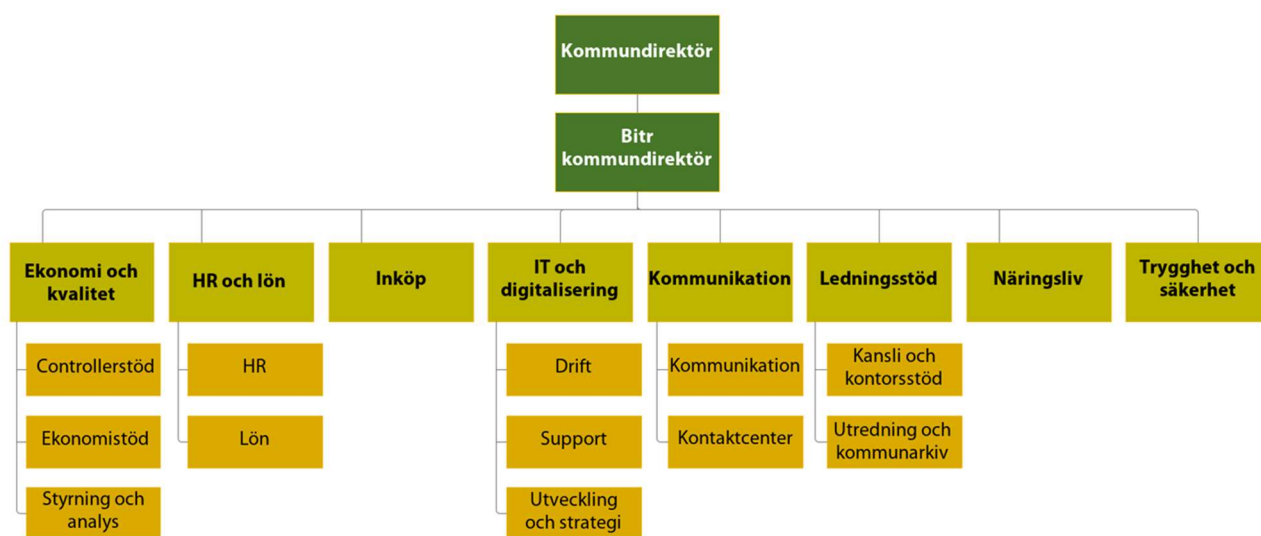 Kommundirektör
Bitr
kommundirektör
Ekonomi och
kvalitet
HR och lön
Inköp
IT och
digitalisering
Kommunikation
Ledningsstöd
Näringsliv
Trygghet och
säkerhet
Controllerstöd
HR
Drift
Kommunikation
Kansli och
kontorsstöd
Ekonomistöd
Lön
Support
Kontaktcenter
Utredning och
kommunarkiv
Styrning och
analys
Utveckling
och strategi